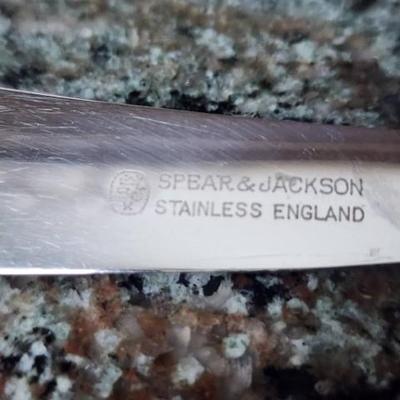 SPEAR & JACKSON
STAINLESS ENGLAND